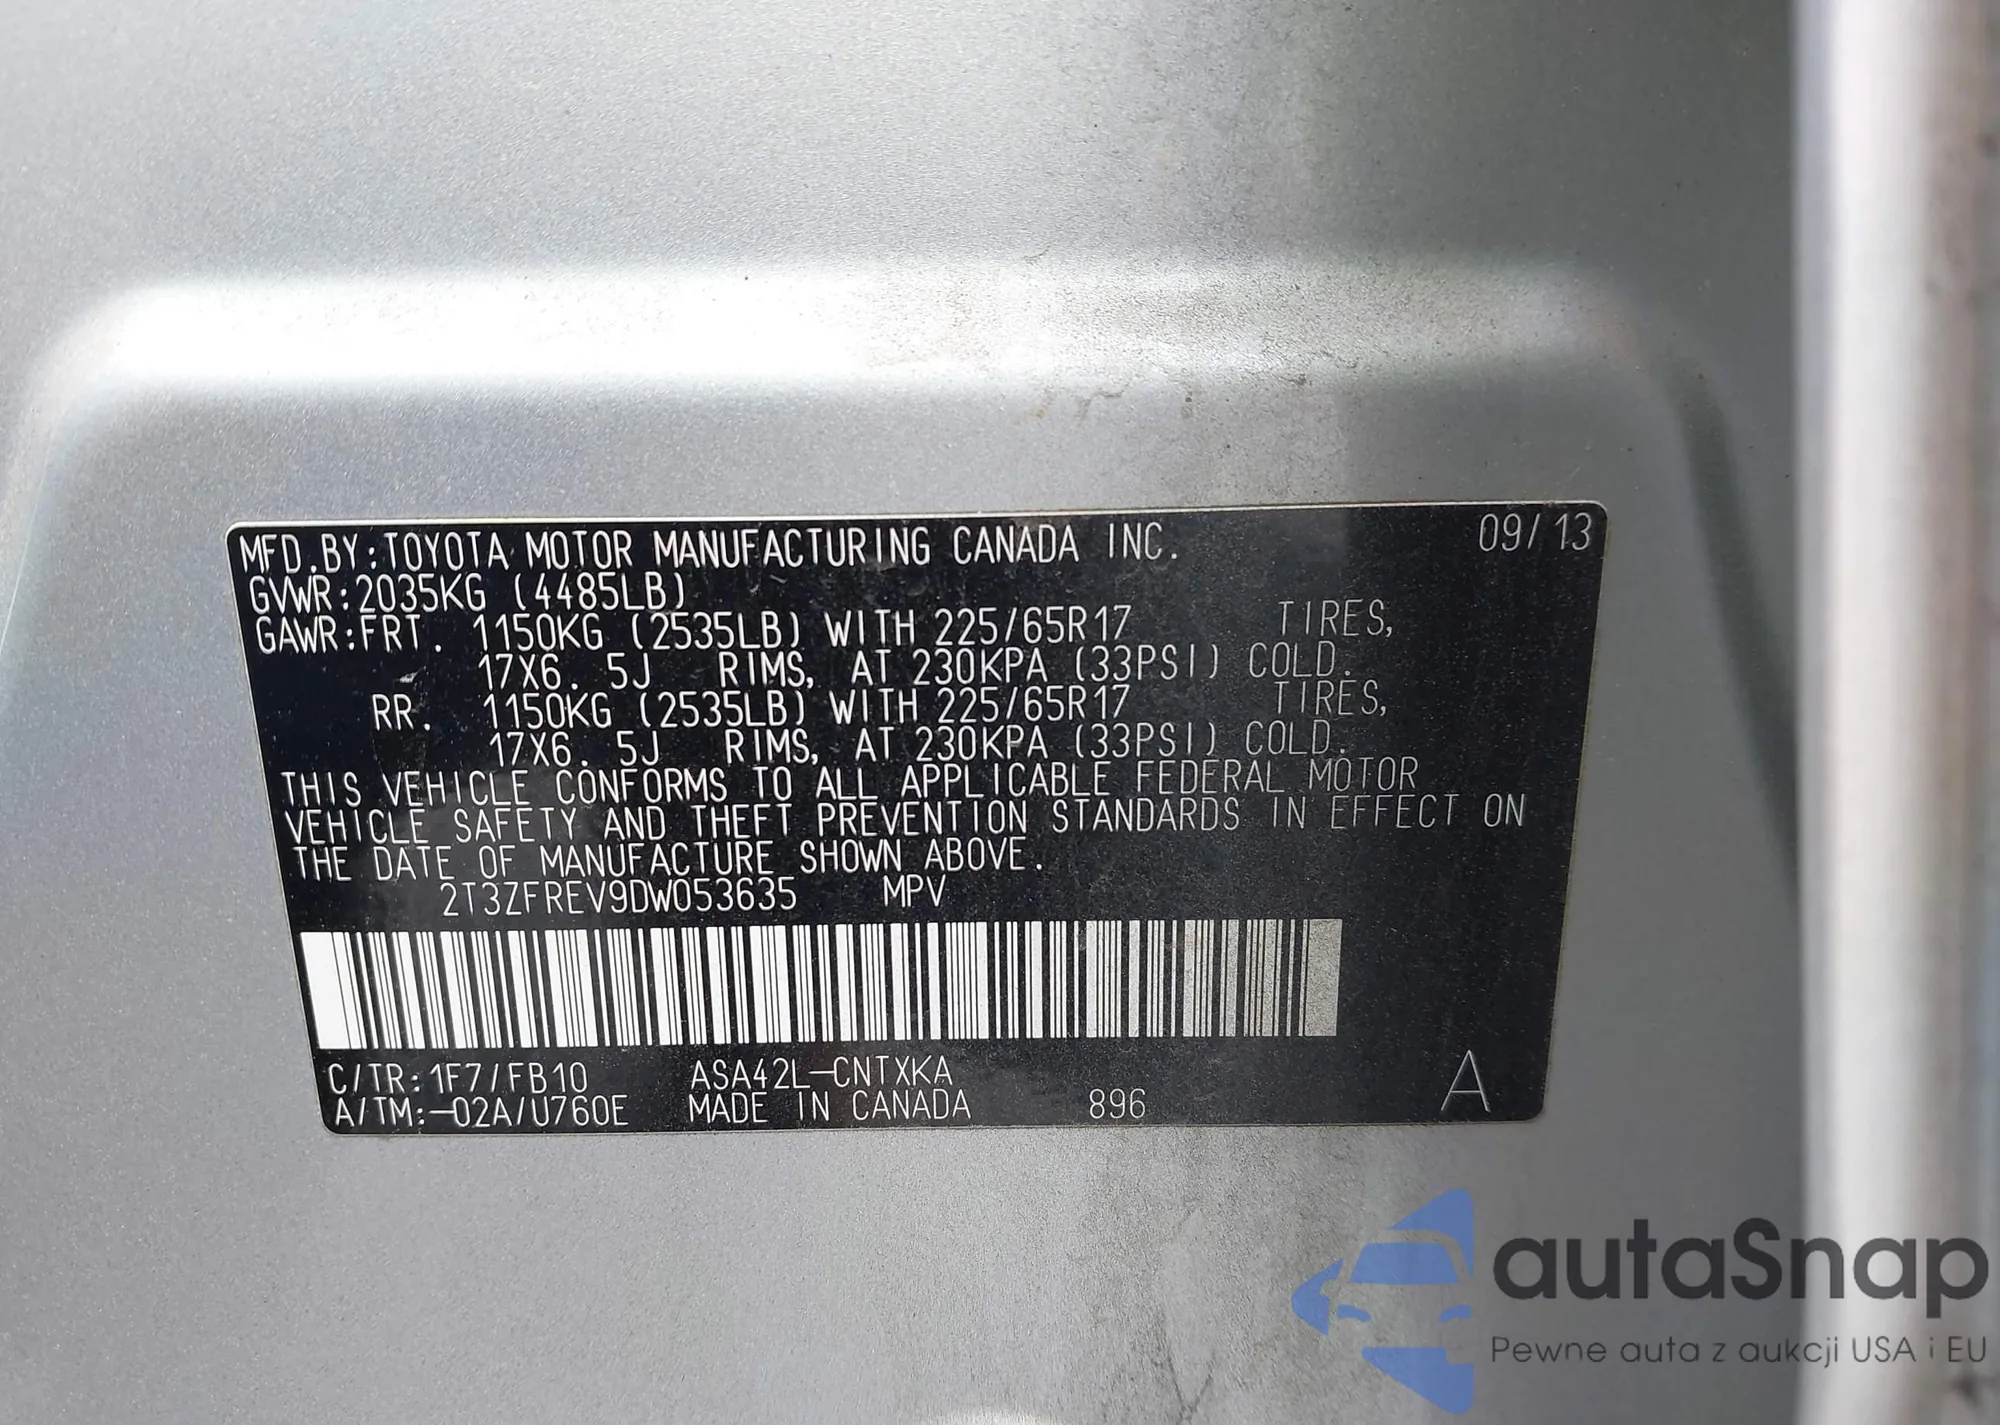 MFD.BY:TOYOTA MOTOR MANUFACTURING CANADA INC. 09/13
GVWR:2035KG (4485LB)
GAWR:FRT. 1150KG (2535LB) WITH 225/65R17 TIRES,
17X6.5J RIMS, AT 230KPA (33PSI) COLD.
RR. 1150KG (2535LB) WITH 225/65R17 TIRES,
17X6.5J RIMS, AT 230KPA (33PSI) COLD.
THIS VEHICLE CONFORMS TO ALL APPLICABLE FEDERAL MOTOR
VEHICLE SAFETY AND THEFT PREVENTION STANDARDS IN EFFECT ON
THE DATE OF MANUFACTURE SHOWN ABOVE.
2T3ZFREV9DW053635 MPV
C/TR:1F7/FB10 ASA42L-CNTXKA
A/TM:-02A/U760E MADE IN CANADA 896 A
autaSnap
Pewne auta z aukcji USA i EU